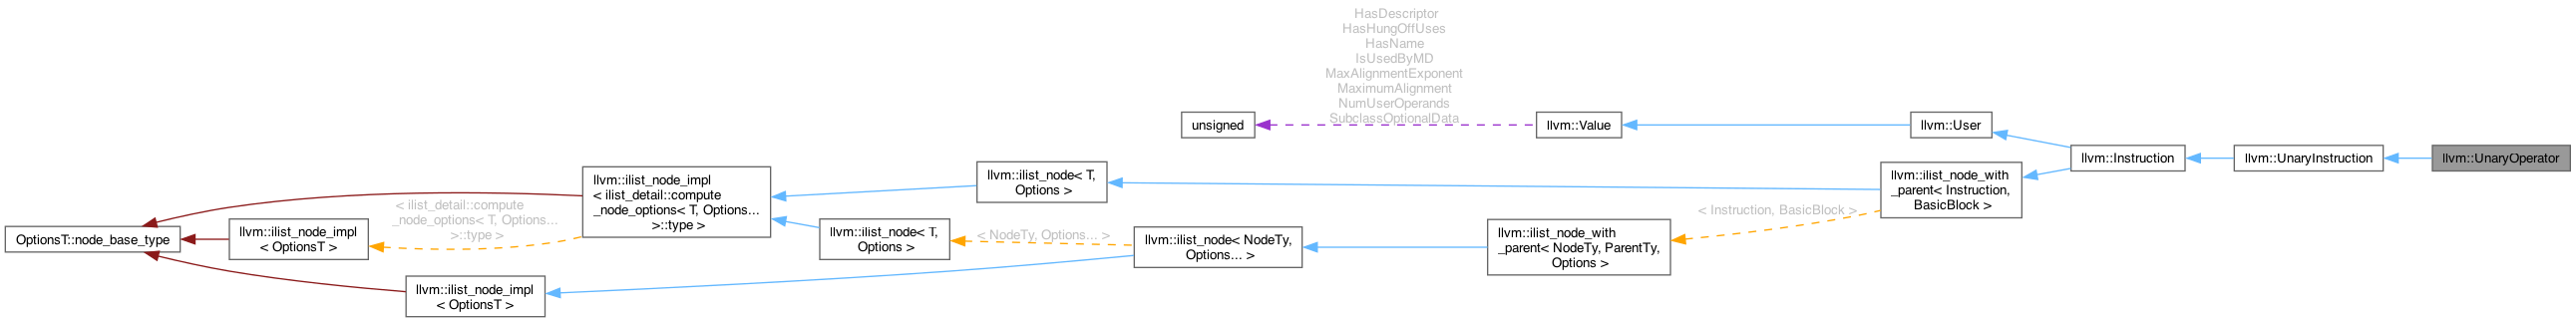 HasDescriptor
HasHungOffUses
HasName
IsUsedByMD
MaxAlignmentExponent
MaximumAlignment
NumUserOperands
SubclassOptionalData
unsigned
llvm::Value
llvm::User
llvm::Instruction
llvm::UnaryInstruction
llvm::UnaryOperator
llvm::ilist_node_impl
< ilist_detail::compute
_node_options< T, Options...
>::type >
llvm::ilist_node< T,
Options >
llvm::ilist_node_with
_parent< Instruction,
BasicBlock >
< ilist_detail::compute
_node_options< T, Options...
>::type >
OptionsT::node_base_type
llvm::ilist_node_impl
< OptionsT >
llvm::ilist_node< T,
Options >
< NodeTy, Options... >
llvm::ilist_node< NodeTy,
Options... >
llvm::ilist_node_with
_parent< NodeTy, ParentTy,
Options >
< Instruction, BasicBlock >
llvm::ilist_node_impl
< OptionsT >